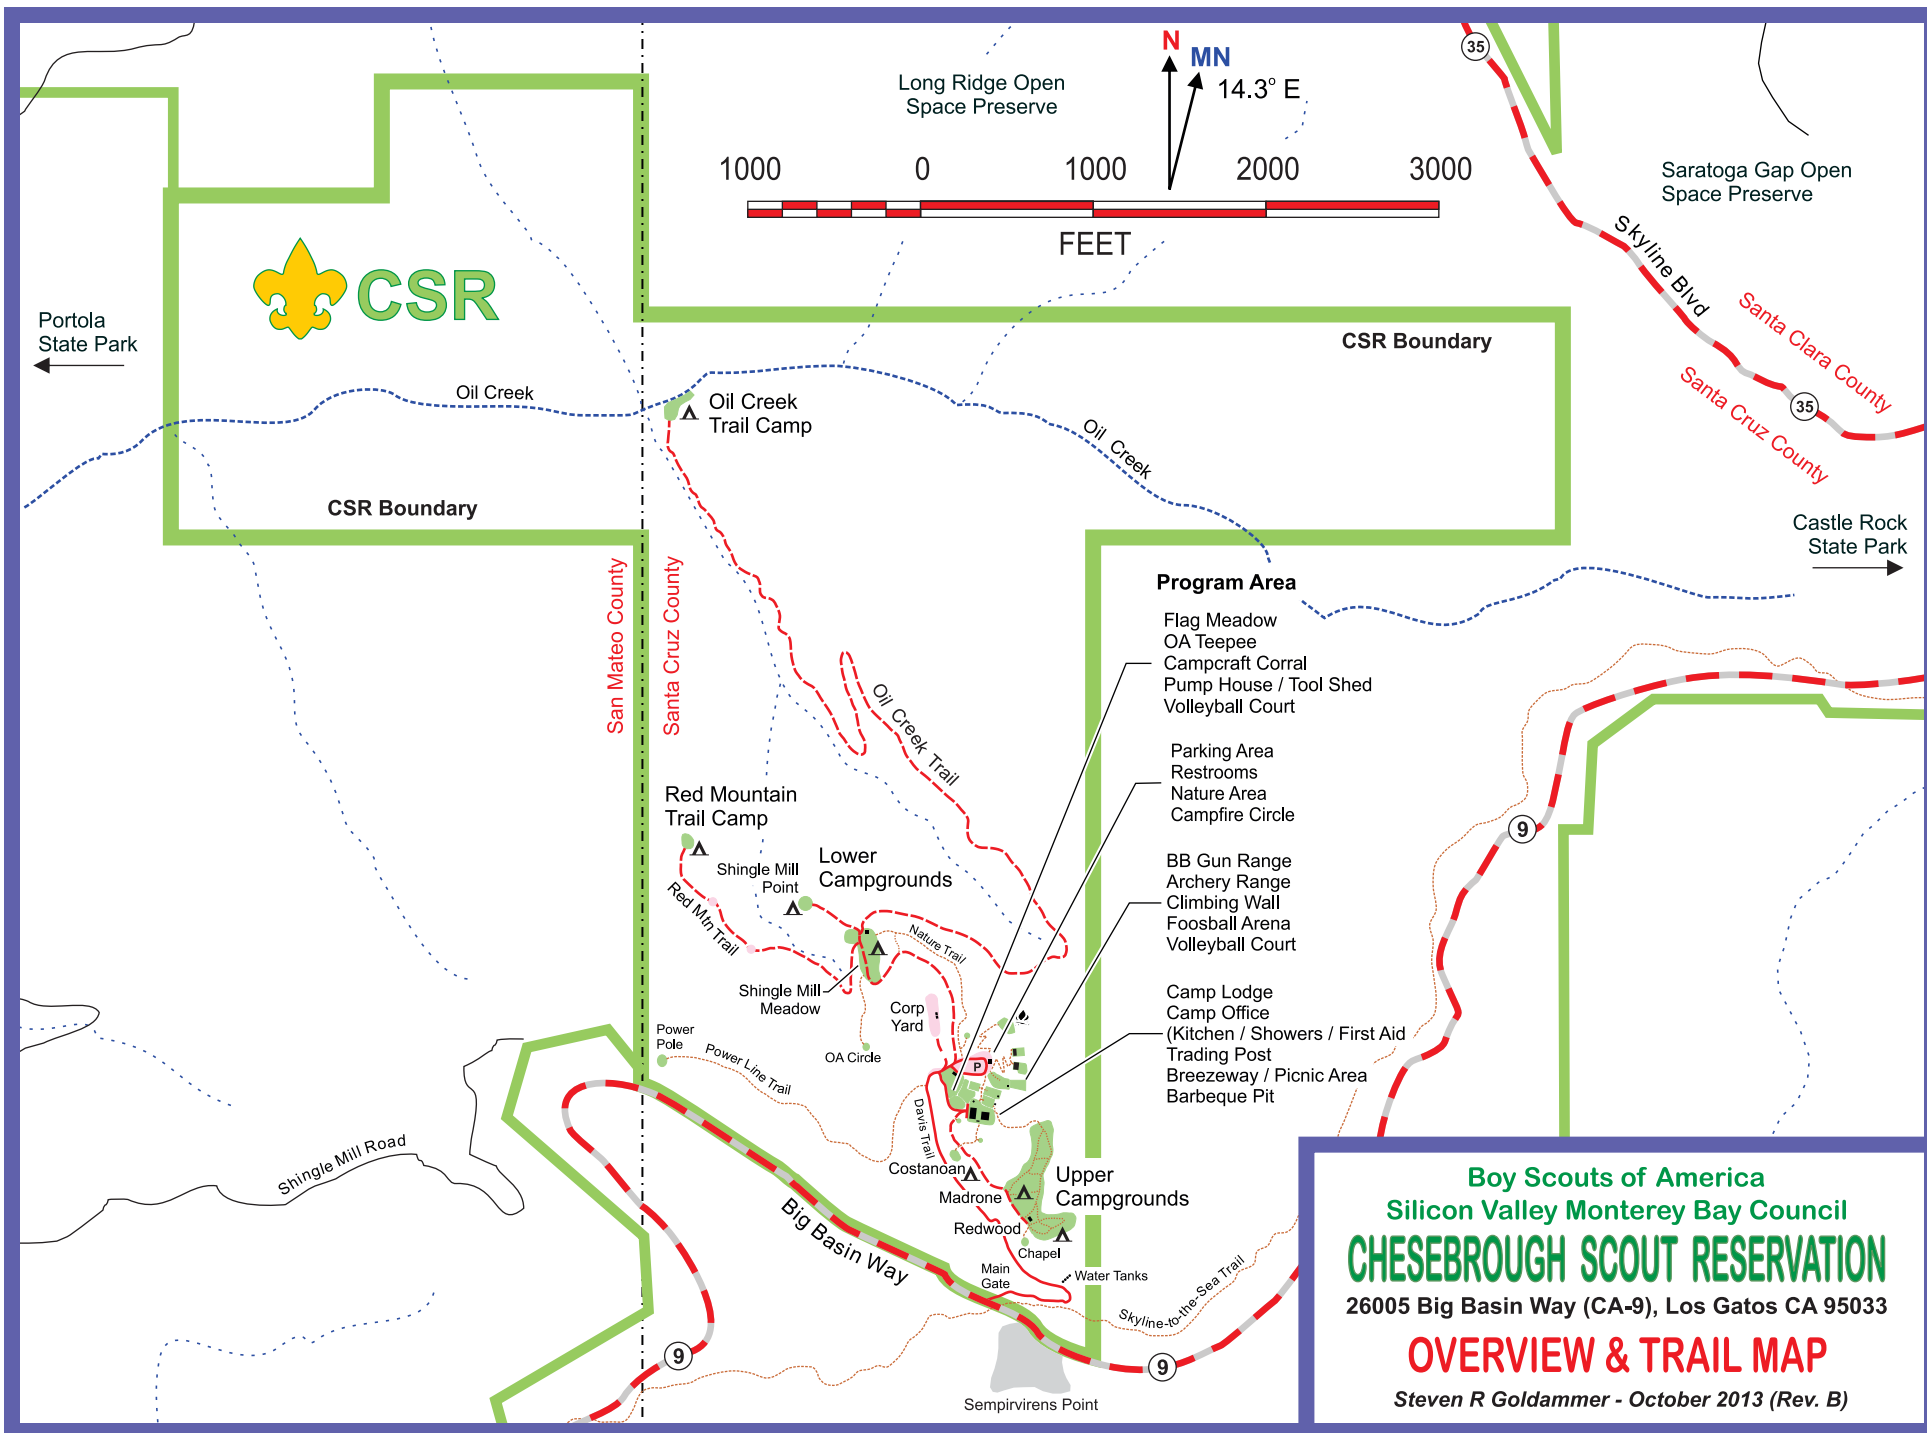 35
N
MN
14.3° E
Long Ridge Open
Space Preserve
1000
0
1000
2000
3000
FEET
Saratoga Gap Open
Space Preserve
Skyline Blvd
Santa Clara County
Santa Cruz County
35
CSR
Portola
State Park
CSR Boundary
Oil Creek
Oil Creek
Trail Camp
Oil Creek
CSR Boundary
Castle Rock
State Park
San Mateo County
Santa Cruz County
Program Area
Flag Meadow
OA Teepee
Campcraft Corral
Pump House / Tool Shed
Volleyball Court
Oil Creek Trail
Parking Area
Restrooms
Nature Area
Campfire Circle
Red Mountain
Trail Camp
9
Lower
Campgrounds
Shingle Mill
Point
Red Mtn Trail
BB Gun Range
Archery Range
Climbing Wall
Foosball Arena
Volleyball Court
Nature Trail
Shingle Mill
Meadow
Corp
Yard
Camp Lodge
Camp Office
(Kitchen / Showers / First Aid
Trading Post
Breezeway / Picnic Area
Barbeque Pit
Power
Pole
Power Line Trail
OA Circle
P
Davis Trail
Shingle Mill Road
Costanoan
Madrone
Redwood
Upper
Campgrounds
Chapel
Big Basin Way
Main
Gate
Water Tanks
Skyline-to-the-Sea Trail
9
9
Sempirvirens Point
Boy Scouts of America
Silicon Valley Monterey Bay Council
CHESEBROUGH SCOUT RESERVATION
26005 Big Basin Way (CA-9), Los Gatos CA 95033
OVERVIEW & TRAIL MAP
Steven R Goldammer - October 2013 (Rev. B)